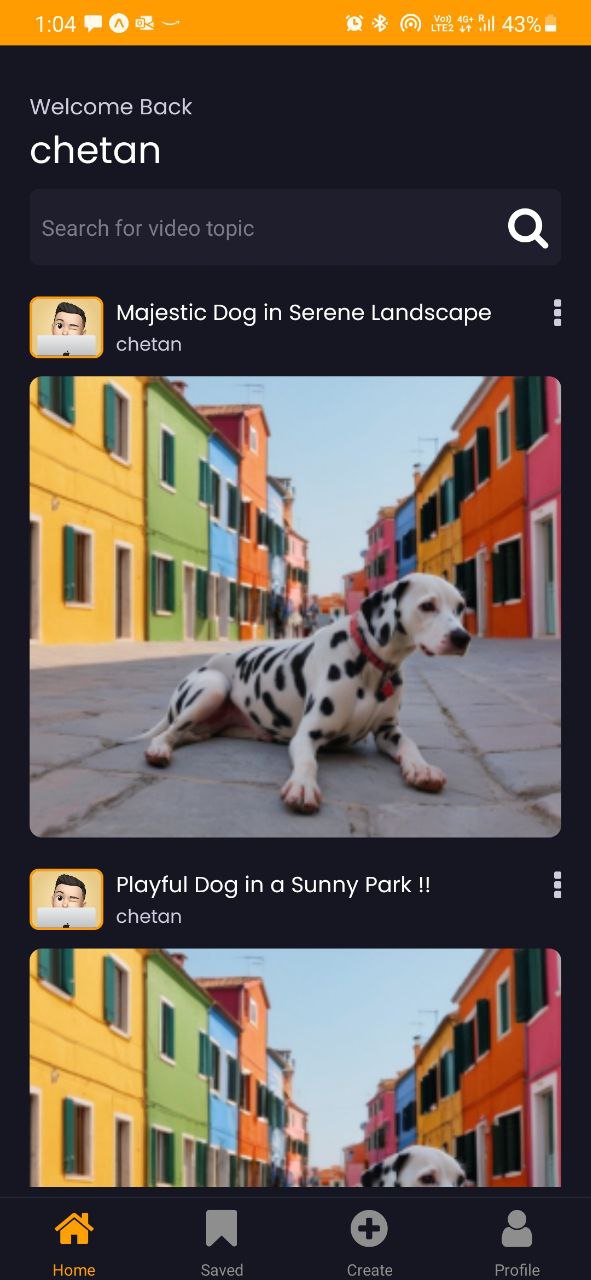 1:04
Vo)) 4G+ R
LTE2 43%
Welcome Back
chetan
Search for video topic
Majestic Dog in Serene Landscape
chetan
Playful Dog in a Sunny Park !!
chetan
Home Saved Create Profile